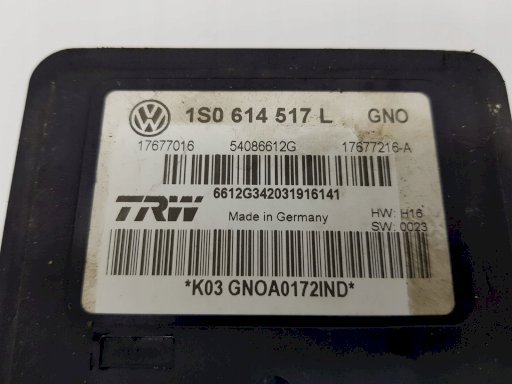 1S0 614 517 L GNO
17677016 54086612G 17677216-A
6612G342031916141
TRW Made in Germany HW: H16
SW: 0023
*K03 GNOA0172IND*